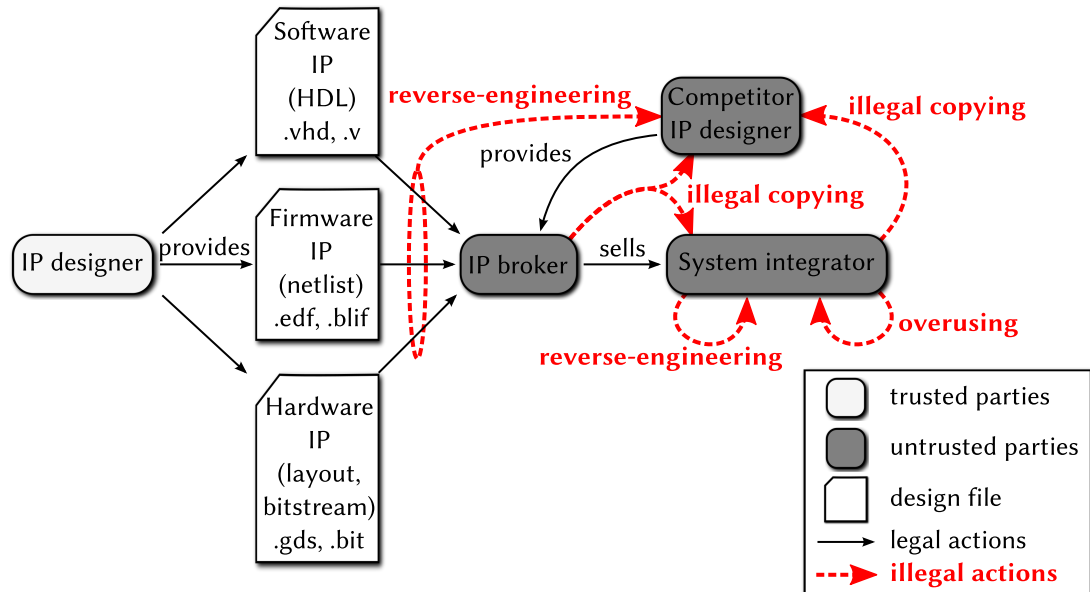 Software
IP
(HDL)
.vhd, .v
reverse-engineering
Competitor
IP designer
illegal copying
provides
illegal copying
Firmware
IP
(netlist)
.edf, .blif
provides
IP designer
IP broker
sells
System integrator
overusing
reverse-engineering
Hardware
IP
(layout,
bitstream)
.gds, .bit
trusted parties
untrusted parties
design file
legal actions
illegal actions